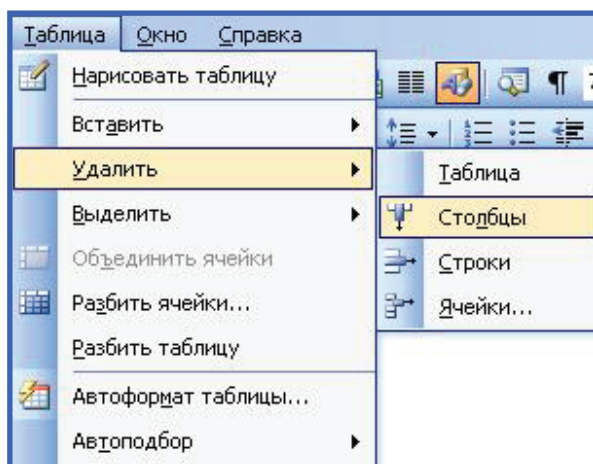 Таблица Окно Справка
Нарисовать таблицу
Вставить
Удалить
Выделить
Объединить ячейки
Разбить ячейки...
Разбить таблицу
Автоформат таблицы...
Автоподбор
Таблица
Столбцы
Строки
Ячейки...